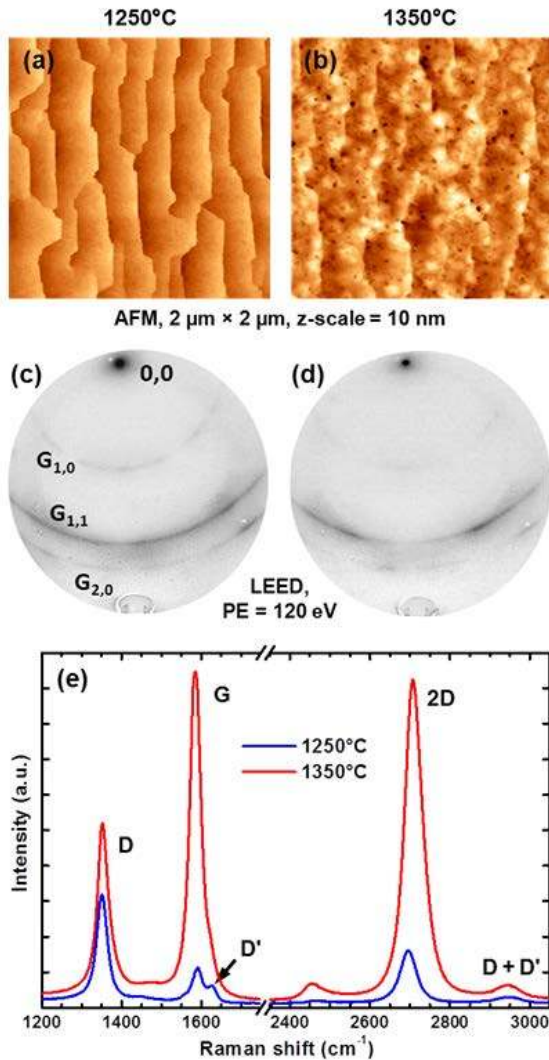 1250°C 1350°C
(a) (b)
AFM, 2 µm × 2 µm, z-scale = 10 nm
(c) 0,0 (d)
G1,0
G1,1
G2,0
LEED,
PE = 120 eV
(e)
G
2D
1250°C
1350°C
D
D'
D + D'
Intensity (a.u.)
1200 1400 1600 2400 2600 2800 3000
Raman shift (cm-1)